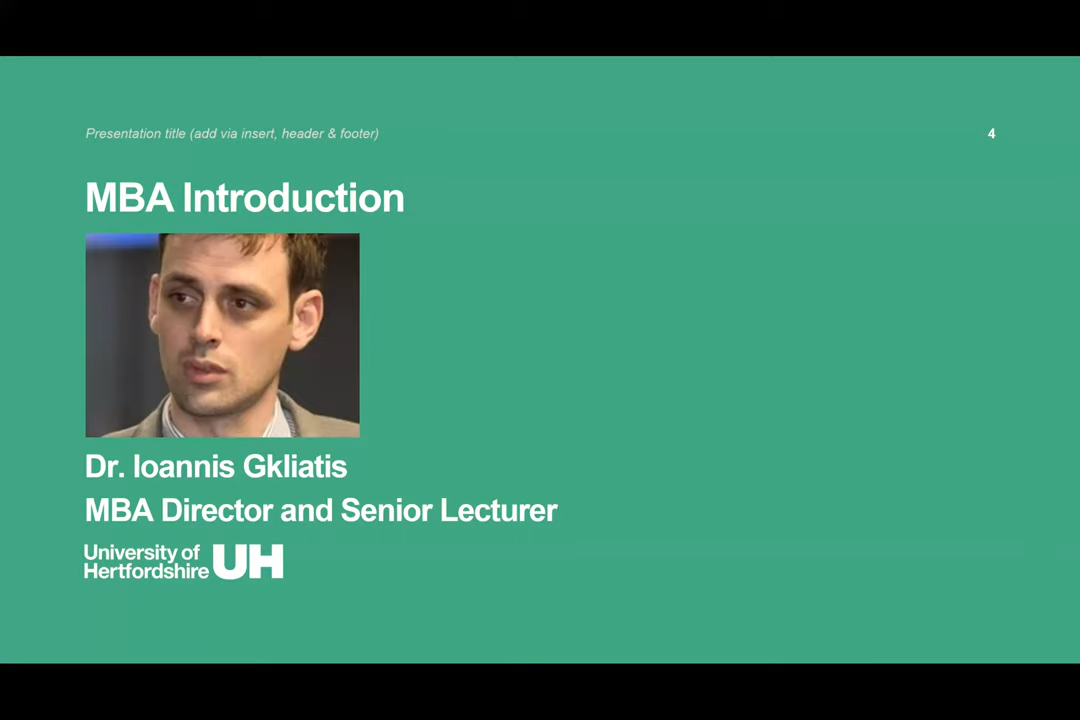 Presentation title (add via insert, header & footer)
4
MBA Introduction
Dr. Ioannis Gkliatis
MBA Director and Senior Lecturer
University of
Hertfordshire UH